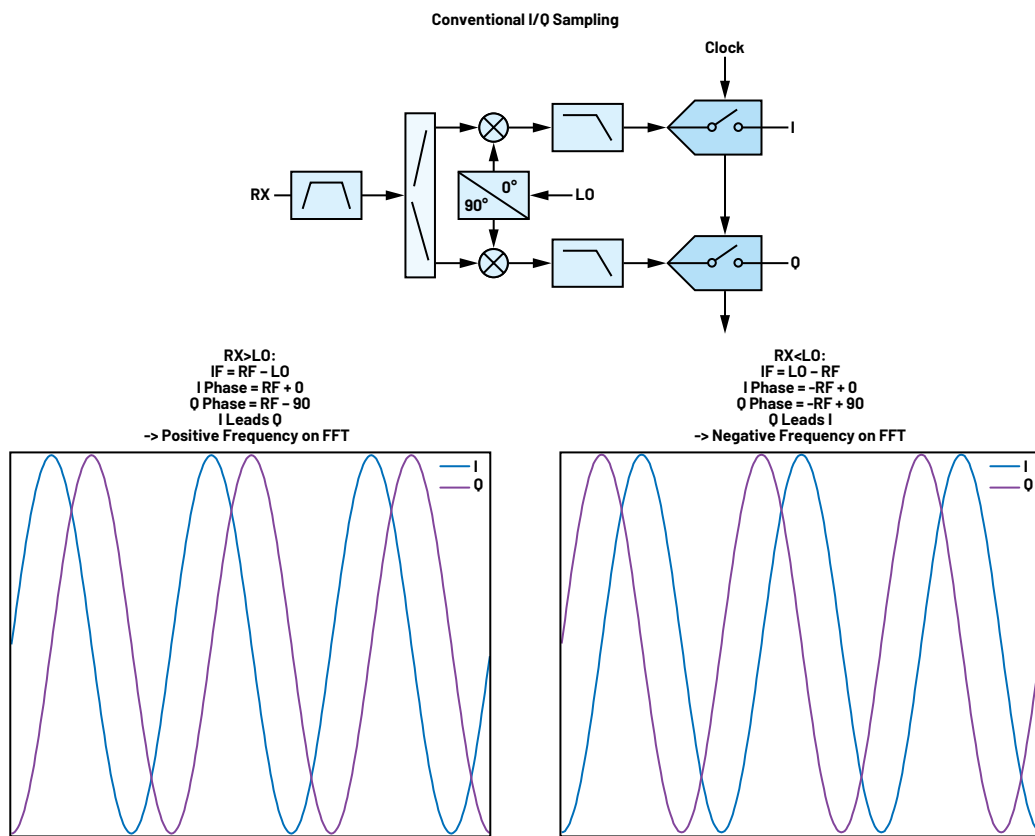 Conventional I/Q Sampling
Clock
I
RX
0°
90°
LO
Q
RX>LO:
IF = RF – LO
I Phase = RF + 0
Q Phase = RF – 90
I Leads Q
-> Positive Frequency on FFT
I
Q
RX<LO:
IF = LO – RF
I Phase = -RF + 0
Q Phase = -RF + 90
Q Leads I
-> Negative Frequency on FFT
I
Q